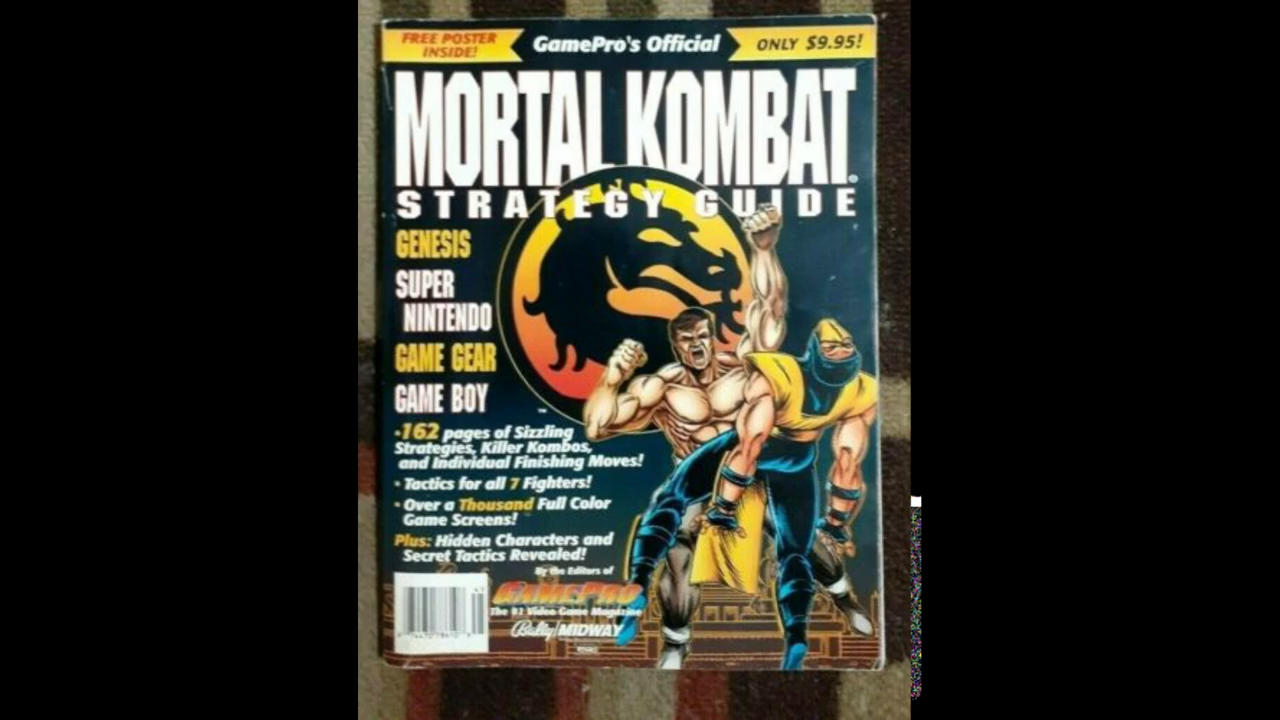 FREE POSTER
INSIDE!
GamePro's Official
ONLY $9.95!
MORTAL KOMBAT®
STRATEGY GUIDE
GENESIS
SUPER
NINTENDO
GAME GEAR
GAME BOY
™
•162 pages of Sizzling
Strategies, Killer Kombos,
and Individual Finishing Moves!
• Tactics for all 7 Fighters!
• Over a Thousand Full Color
Game Screens!
Plus: Hidden Characters and
Secret Tactics Revealed!
By the Editors of
GAMEPRO
The #1 Video Game Magazine
Bally MIDWAY